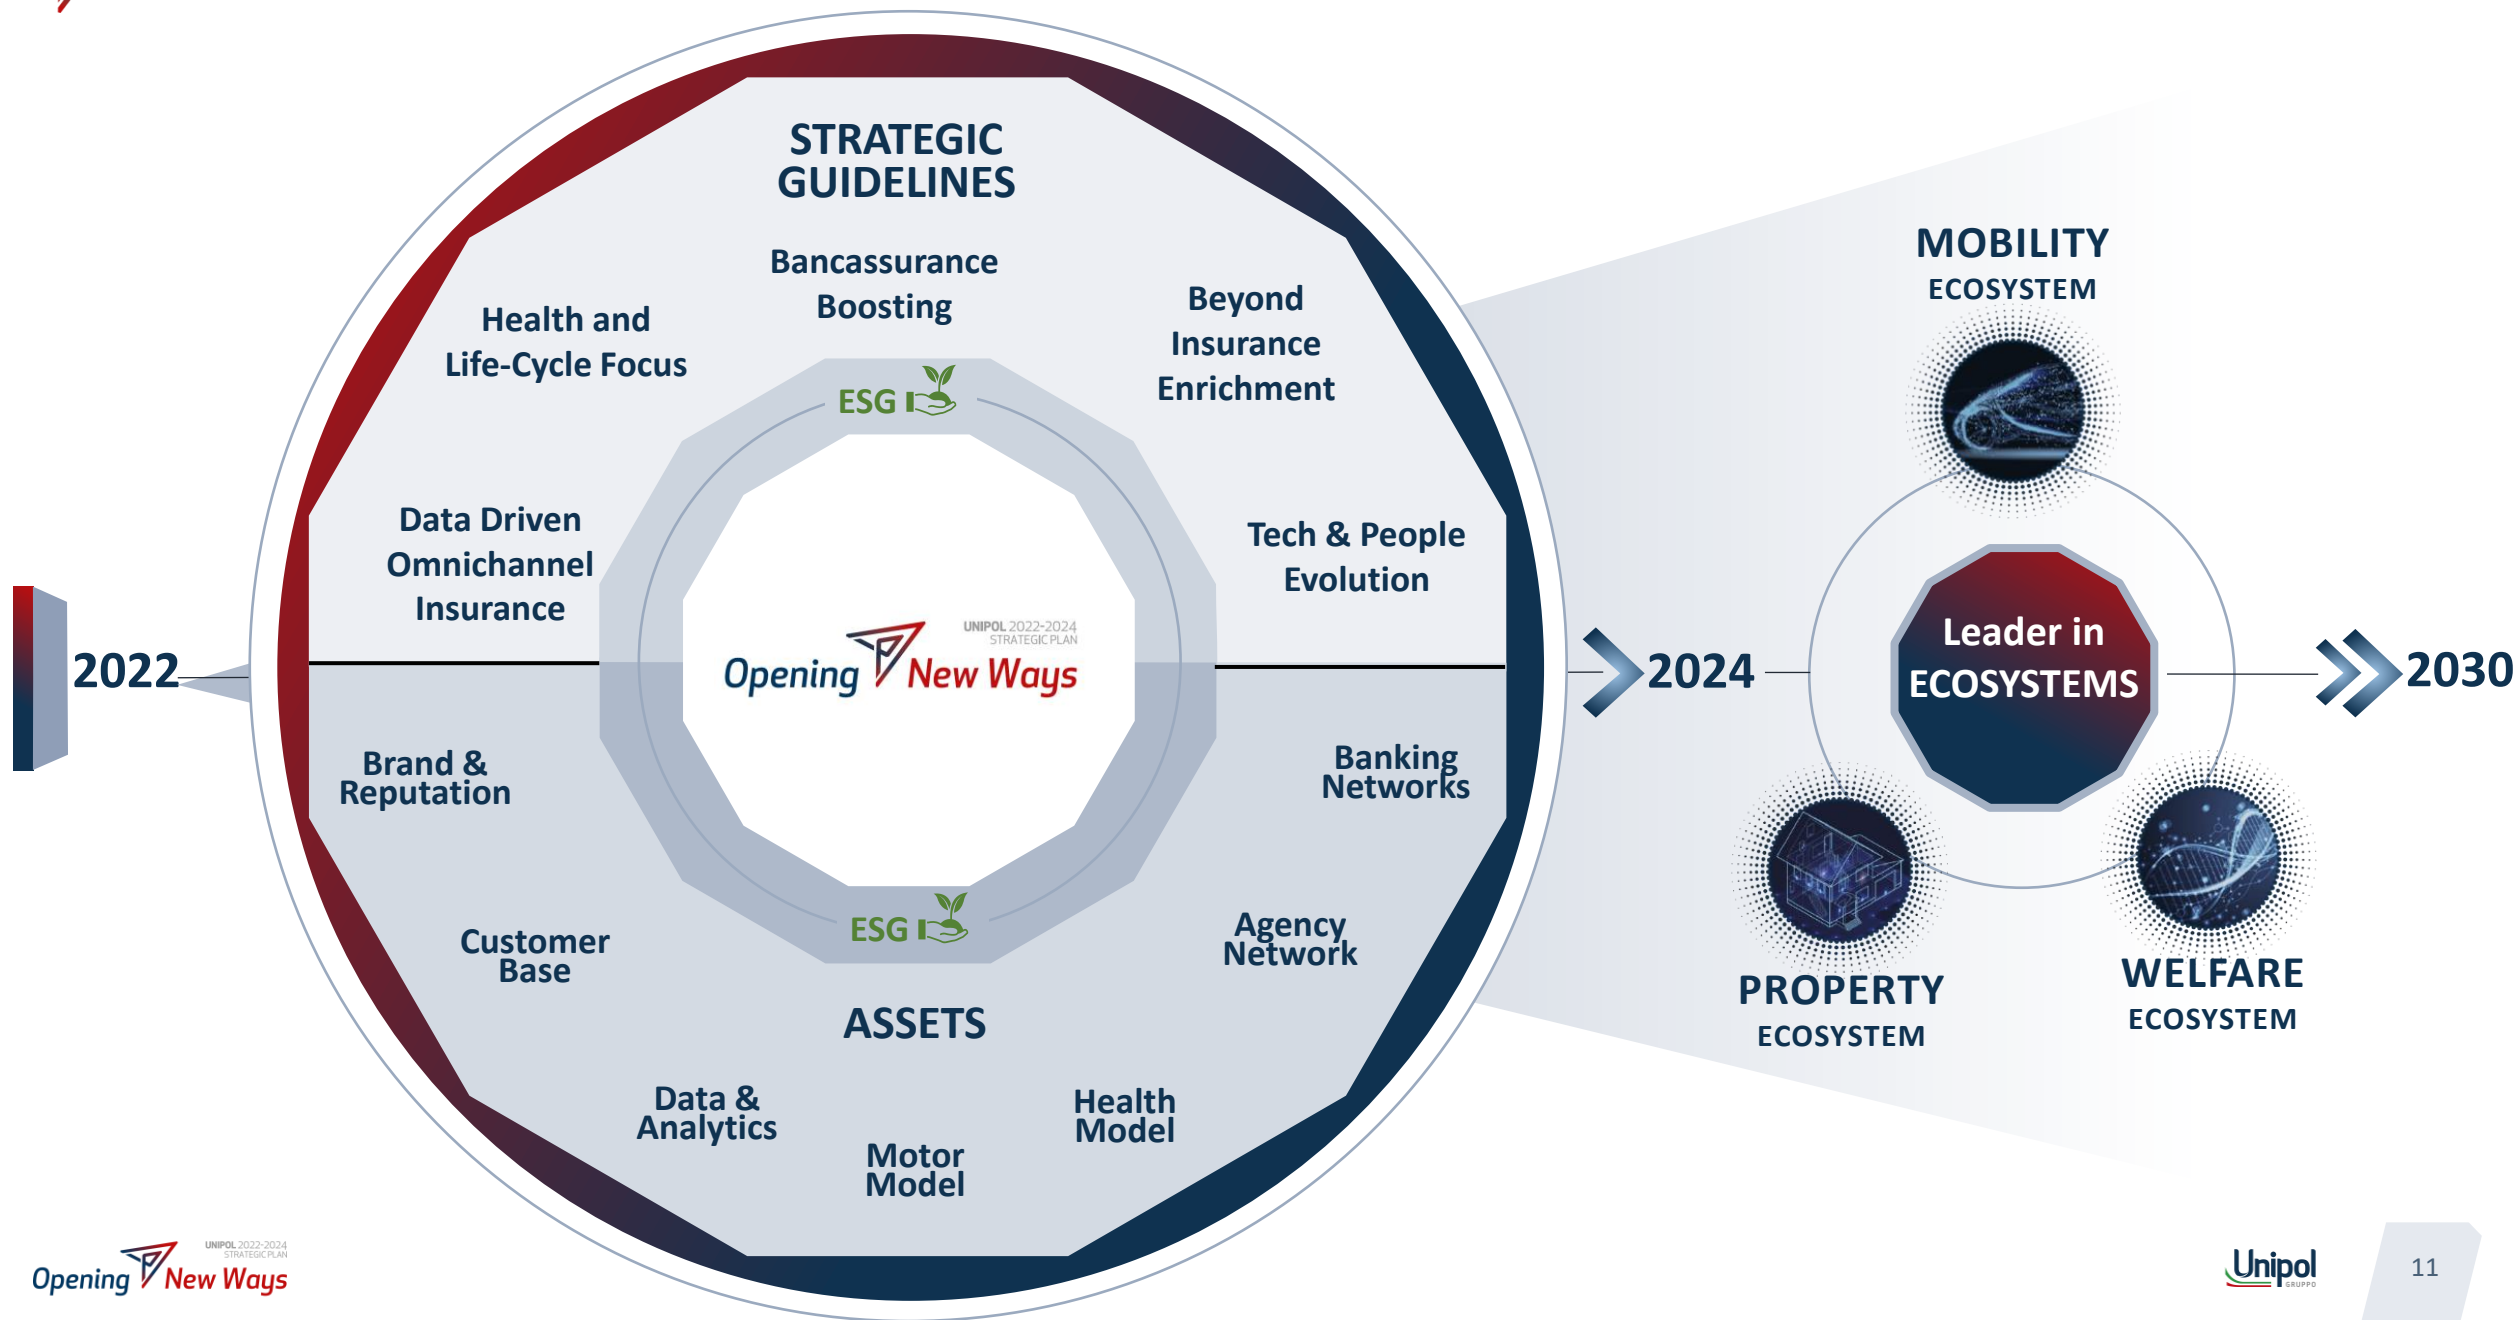 STRATEGIC
GUIDELINES
Bancassurance
Boosting
Health and
Life-Cycle Focus
Beyond
Insurance
Enrichment
Data Driven
Omnichannel
Insurance
Tech & People
Evolution
ESG
UNIPOL 2022-2024
STRATEGIC PLAN
Opening New Ways
ESG
Brand &
Reputation
Banking
Networks
Customer
Base
Agency
Network
ASSETS
Data &
Analytics
Motor
Model
Health
Model
2022
2024
2030
MOBILITY
ECOSYSTEM
Leader in
ECOSYSTEMS
PROPERTY
ECOSYSTEM
WELFARE
ECOSYSTEM
UNIPOL 2022-2024
STRATEGIC PLAN
Opening New Ways
Unipol
GRUPPO
11